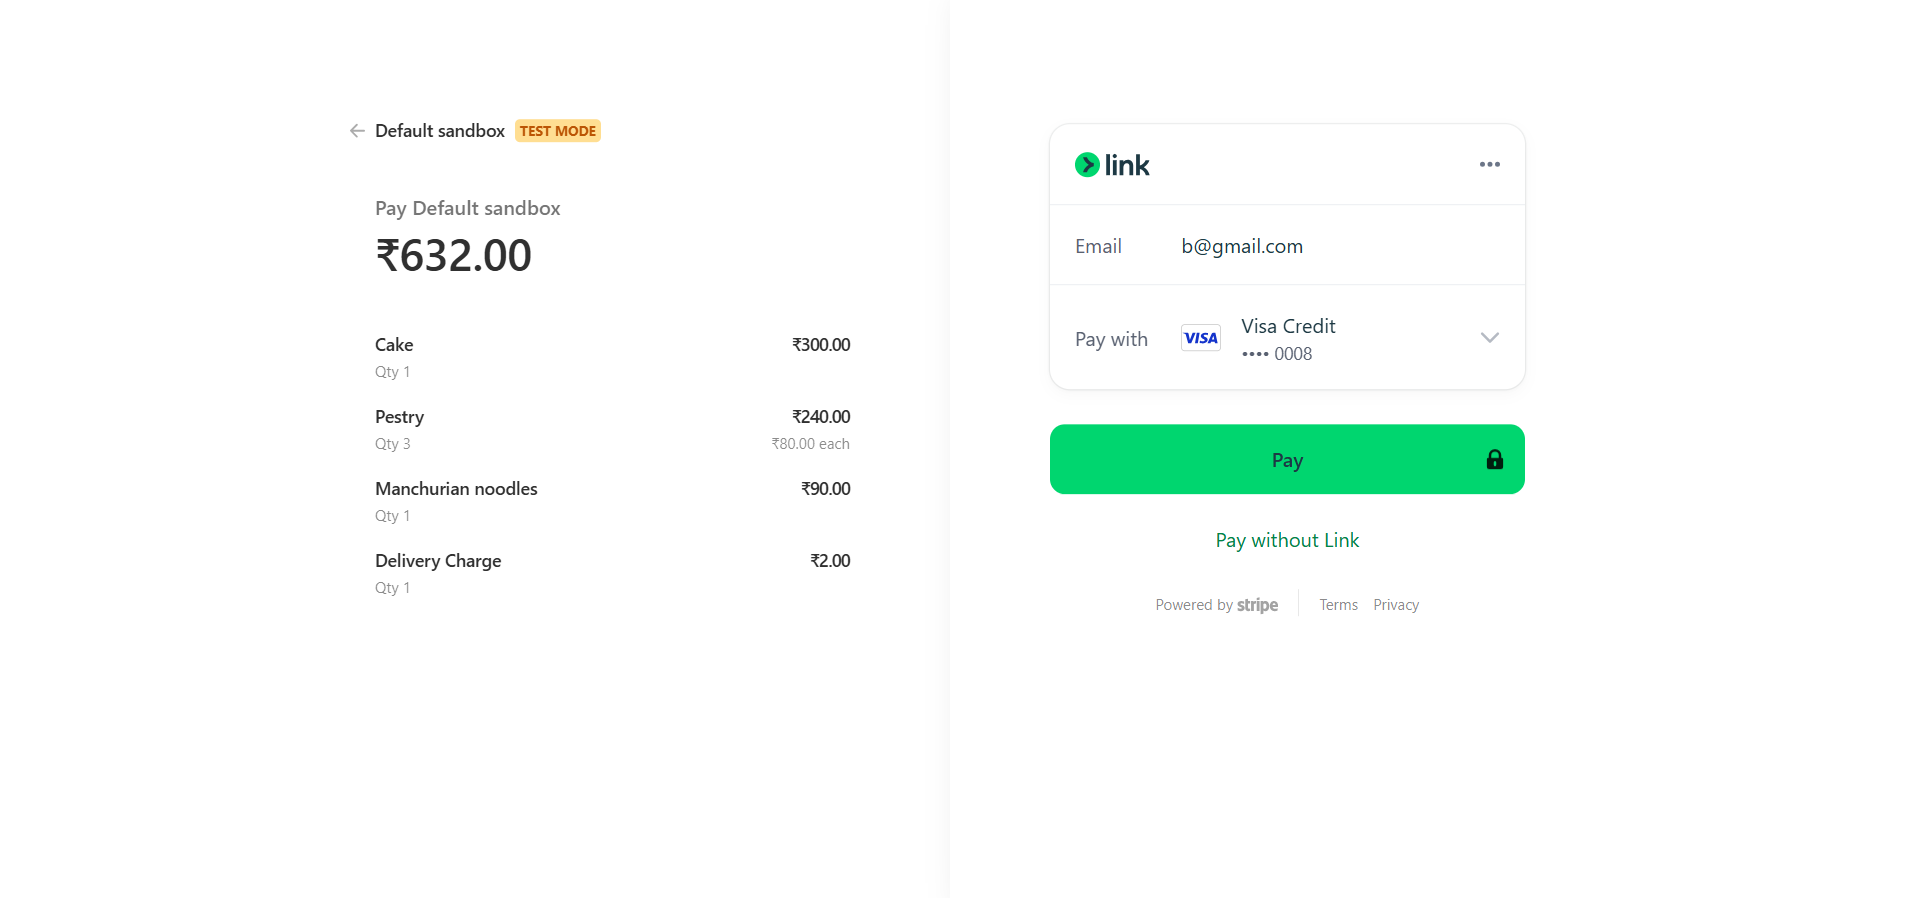 Default sandbox TEST MODE
Pay Default sandbox
₹632.00
Cake ₹300.00
Qty 1
Pestry ₹240.00
Qty 3 ₹80.00 each
Manchurian noodles ₹90.00
Qty 1
Delivery Charge ₹2.00
Qty 1
link
Email b@gmail.com
Pay with VISA Visa Credit
•••• 0008
Pay
Pay without Link
Powered by stripe Terms Privacy